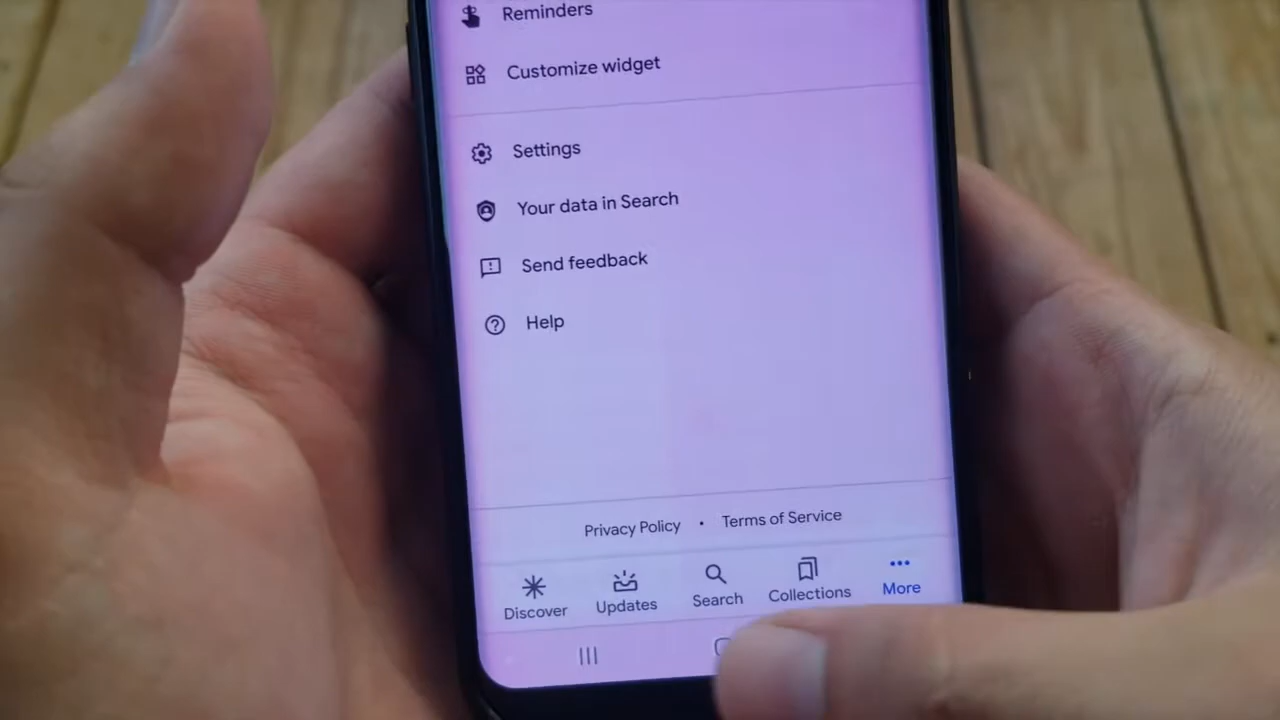 Reminders
Customize widget
Settings
Your data in Search
Send feedback
Help
Privacy Policy • Terms of Service
Discover Updates Search Collections More